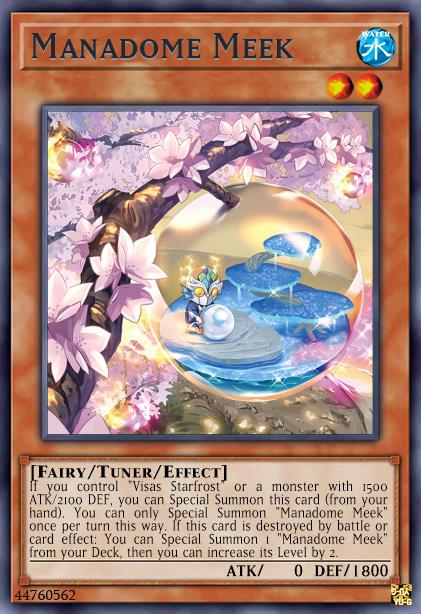 MANADOME MEEK
WATER
水
[FAIRY/TUNER/EFFECT]
If you control "Visas Starfrost" or a monster with 1500
ATK/2100 DEF, you can Special Summon this card (from your
hand). You can only Special Summon "Manadome Meek"
once per turn this way. If this card is destroyed by battle or
card effect: You can Special Summon 1 "Manadome Meek"
from your Deck, then you can increase its Level by 2.
ATK/ 0 DEF/1800
44760562